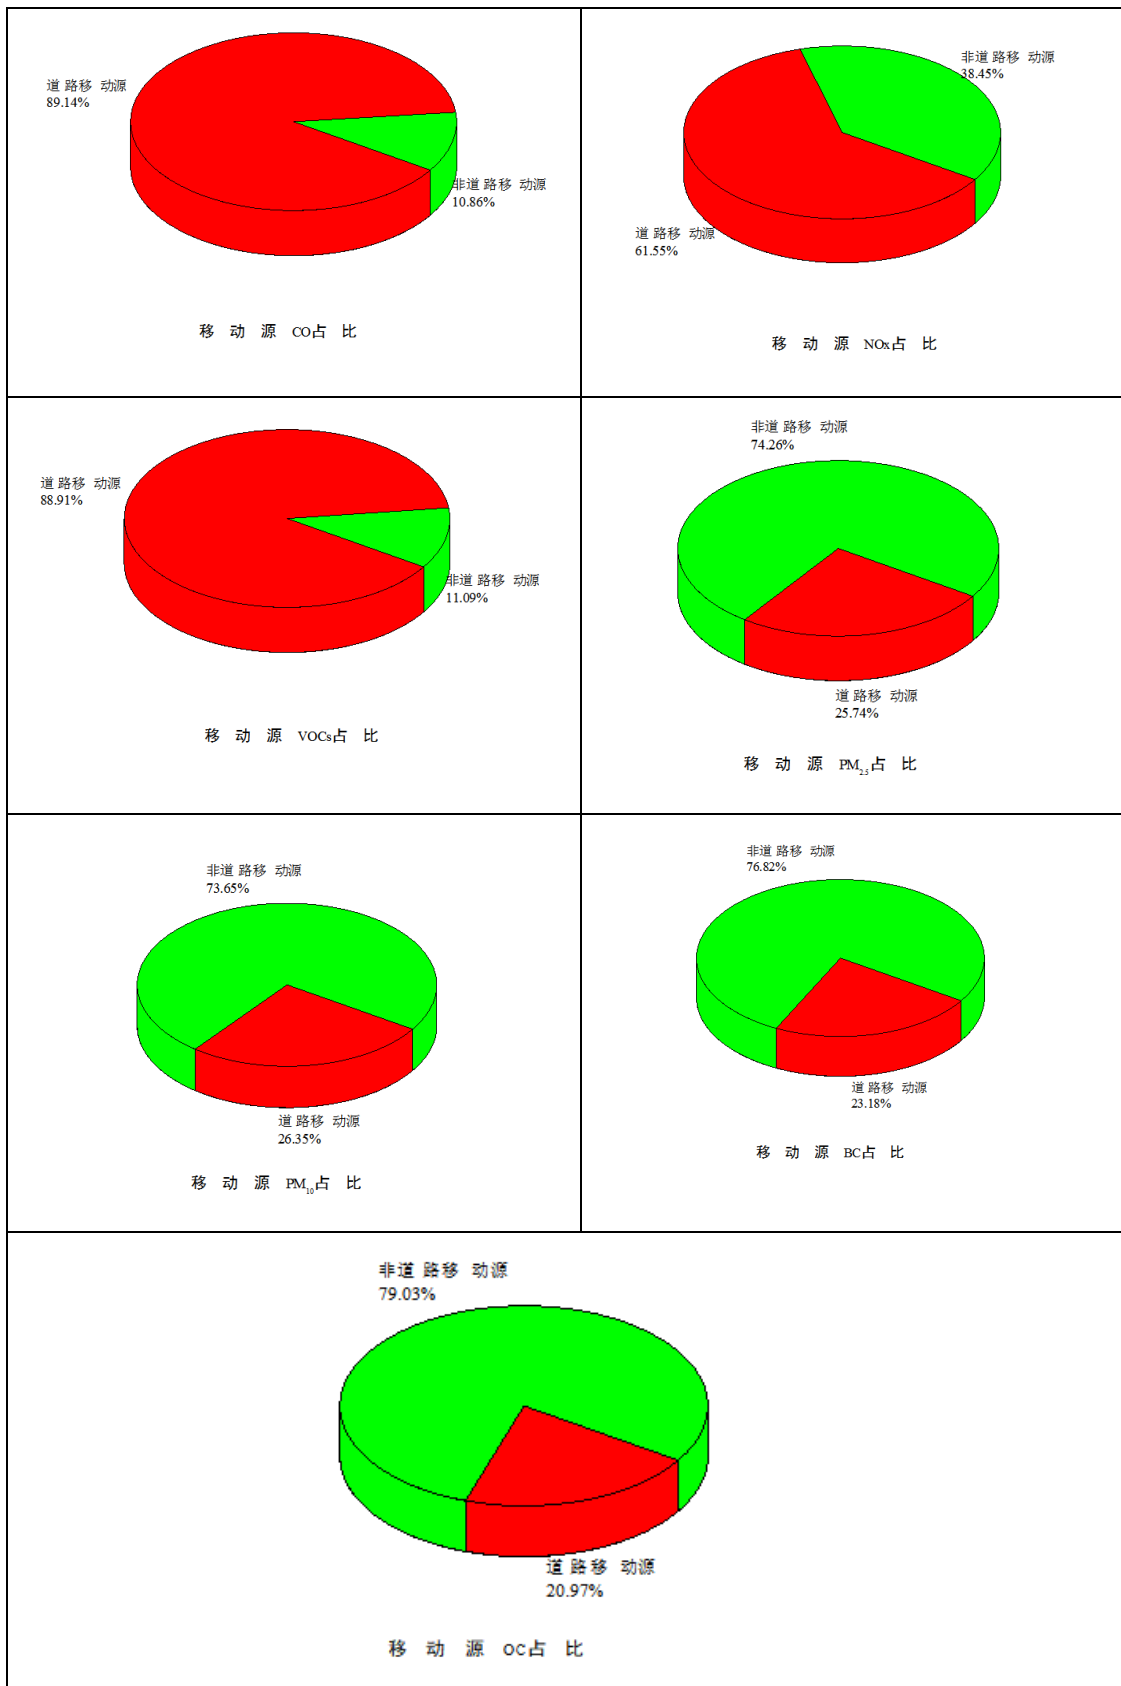 道路移动源
89.14%
非道路移动源
10.86%
移动源 CO占比
非道路移动源
38.45%
道路移动源
61.55%
移动源 NOx占比
道路移动源
88.91%
非道路移动源
11.09%
移动源 VOCs占比
非道路移动源
74.26%
道路移动源
25.74%
移动源 PM2.5占比
非道路移动源
73.65%
道路移动源
26.35%
移动源 PM10占比
非道路移动源
76.82%
道路移动源
23.18%
移动源 BC占比
非道路移动源
79.03%
道路移动源
20.97%
移动源 OC占比